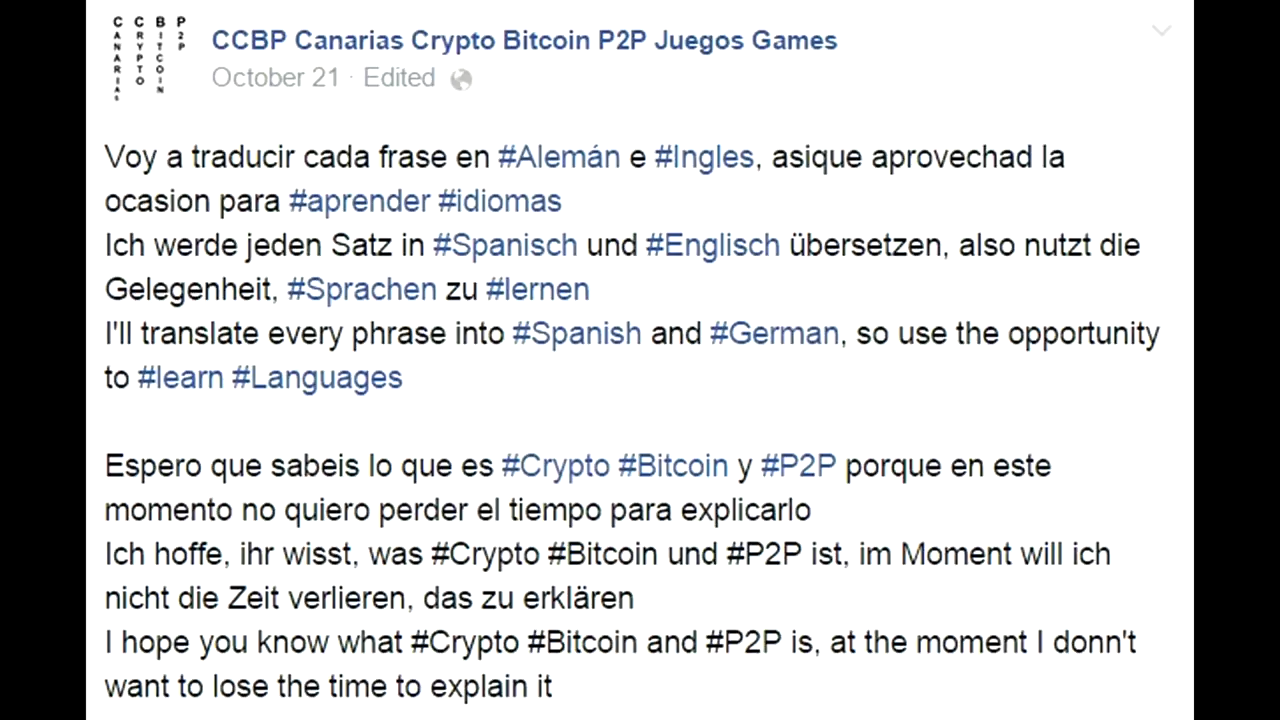 CANARIAS
CRYPTO
BITCOIN
P2P
CCBP Canarias Crypto Bitcoin P2P Juegos Games
October 21 · Edited
Voy a traducir cada frase en #Alemán e #Ingles, asique aprovechad la
ocasion para #aprender #idiomas
Ich werde jeden Satz in #Spanisch und #Englisch übersetzen, also nutzt die
Gelegenheit, #Sprachen zu #lernen
I'll translate every phrase into #Spanish and #German, so use the opportunity
to #learn #Languages
Espero que sabeis lo que es #Crypto #Bitcoin y #P2P porque en este
momento no quiero perder el tiempo para explicarlo
Ich hoffe, ihr wisst, was #Crypto #Bitcoin und #P2P ist, im Moment will ich
nicht die Zeit verlieren, das zu erklären
I hope you know what #Crypto #Bitcoin and #P2P is, at the moment I donn't
want to lose the time to explain it